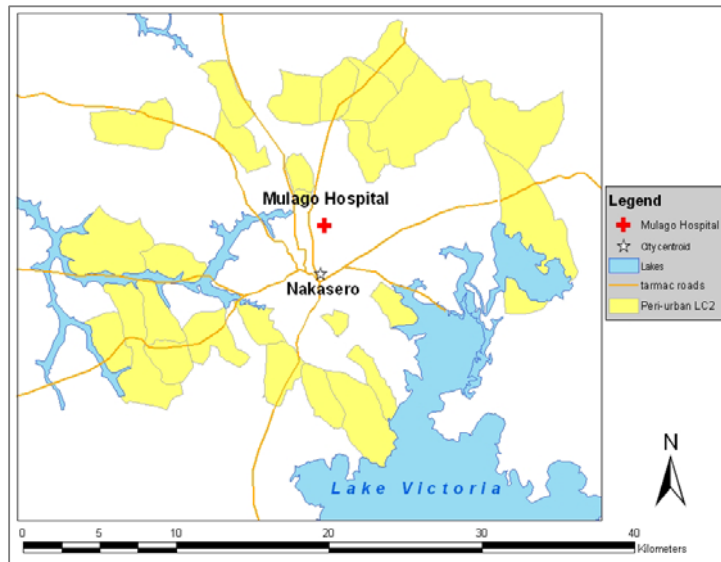 Mulago Hospital
Nakasero
Lake Victoria
Legend
Mulago Hospital
City centroid
Lakes
tarmac roads
Peri-urban LC2
N
0 5 10 20 30 40
Kilometers